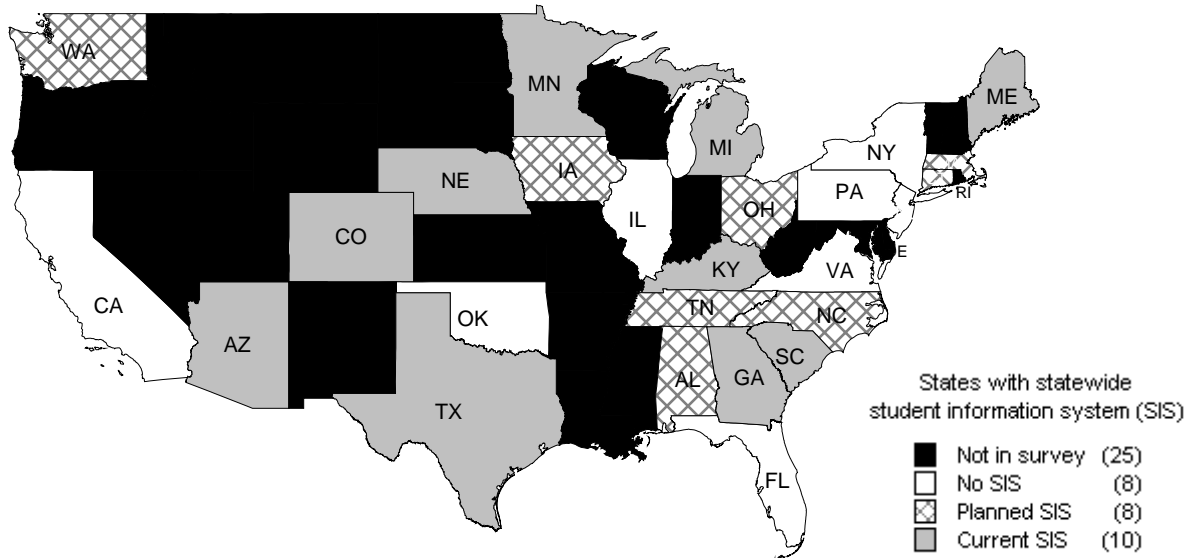 WA
MN
ME
MI
NY
IA
NE
PA
OH
RI
IL
CO
E
KY
VA
CA
TN
NC
OK
AZ
SC
AL
GA
TX
FL
States with statewide
student information system (SIS)
Not in survey (25)
No SIS (8)
Planned SIS (8)
Current SIS (10)